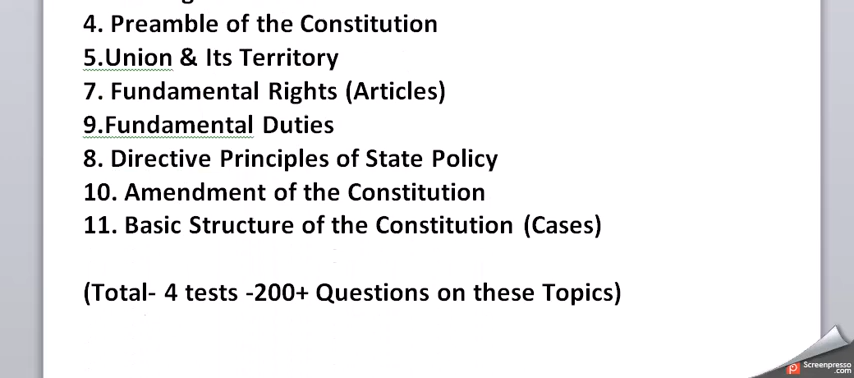 4. Preamble of the Constitution
5.Union & Its Territory
7. Fundamental Rights (Articles)
9.Fundamental Duties
8. Directive Principles of State Policy
10. Amendment of the Constitution
11. Basic Structure of the Constitution (Cases)
(Total- 4 tests -200+ Questions on these Topics)
Screenpresso
.com